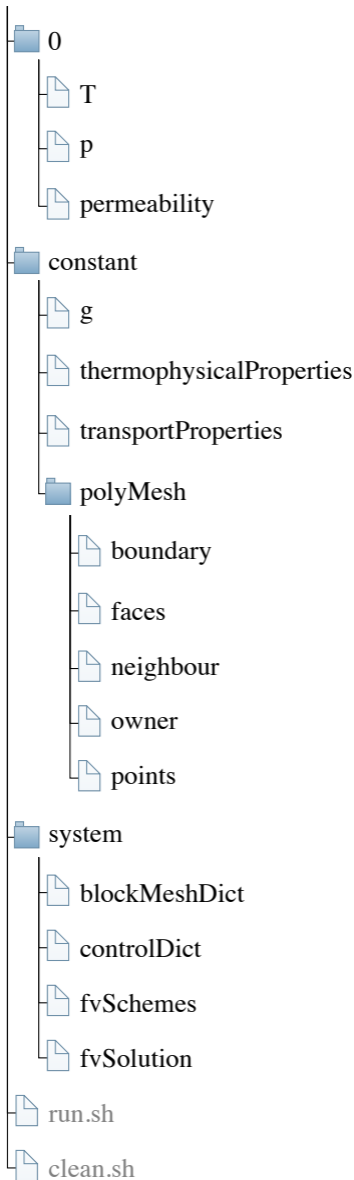 0
T
p
permeability
constant
g
thermophysicalProperties
transportProperties
polyMesh
boundary
faces
neighbour
owner
points
system
blockMeshDict
controlDict
fvSchemes
fvSolution
run.sh
clean.sh